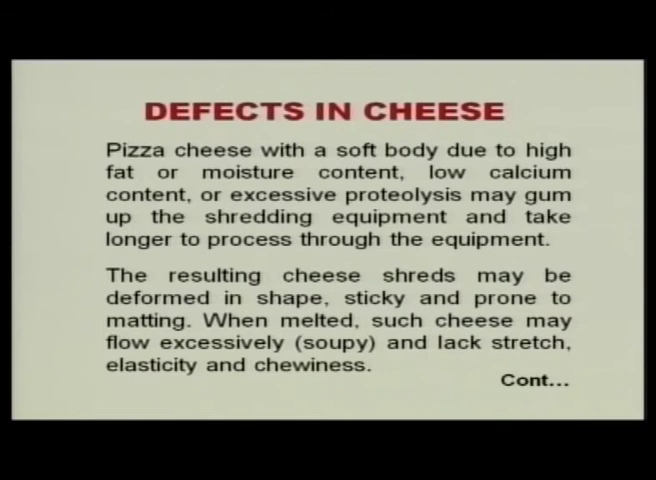 DEFECTS IN CHEESE
Pizza cheese with a soft body due to high
fat or moisture content, low calcium
content, or excessive proteolysis may gum
up the shredding equipment and take
longer to process through the equipment.
The resulting cheese shreds may be
deformed in shape, sticky and prone to
matting. When melted, such cheese may
flow excessively (soupy) and lack stretch,
elasticity and chewiness.
Cont...